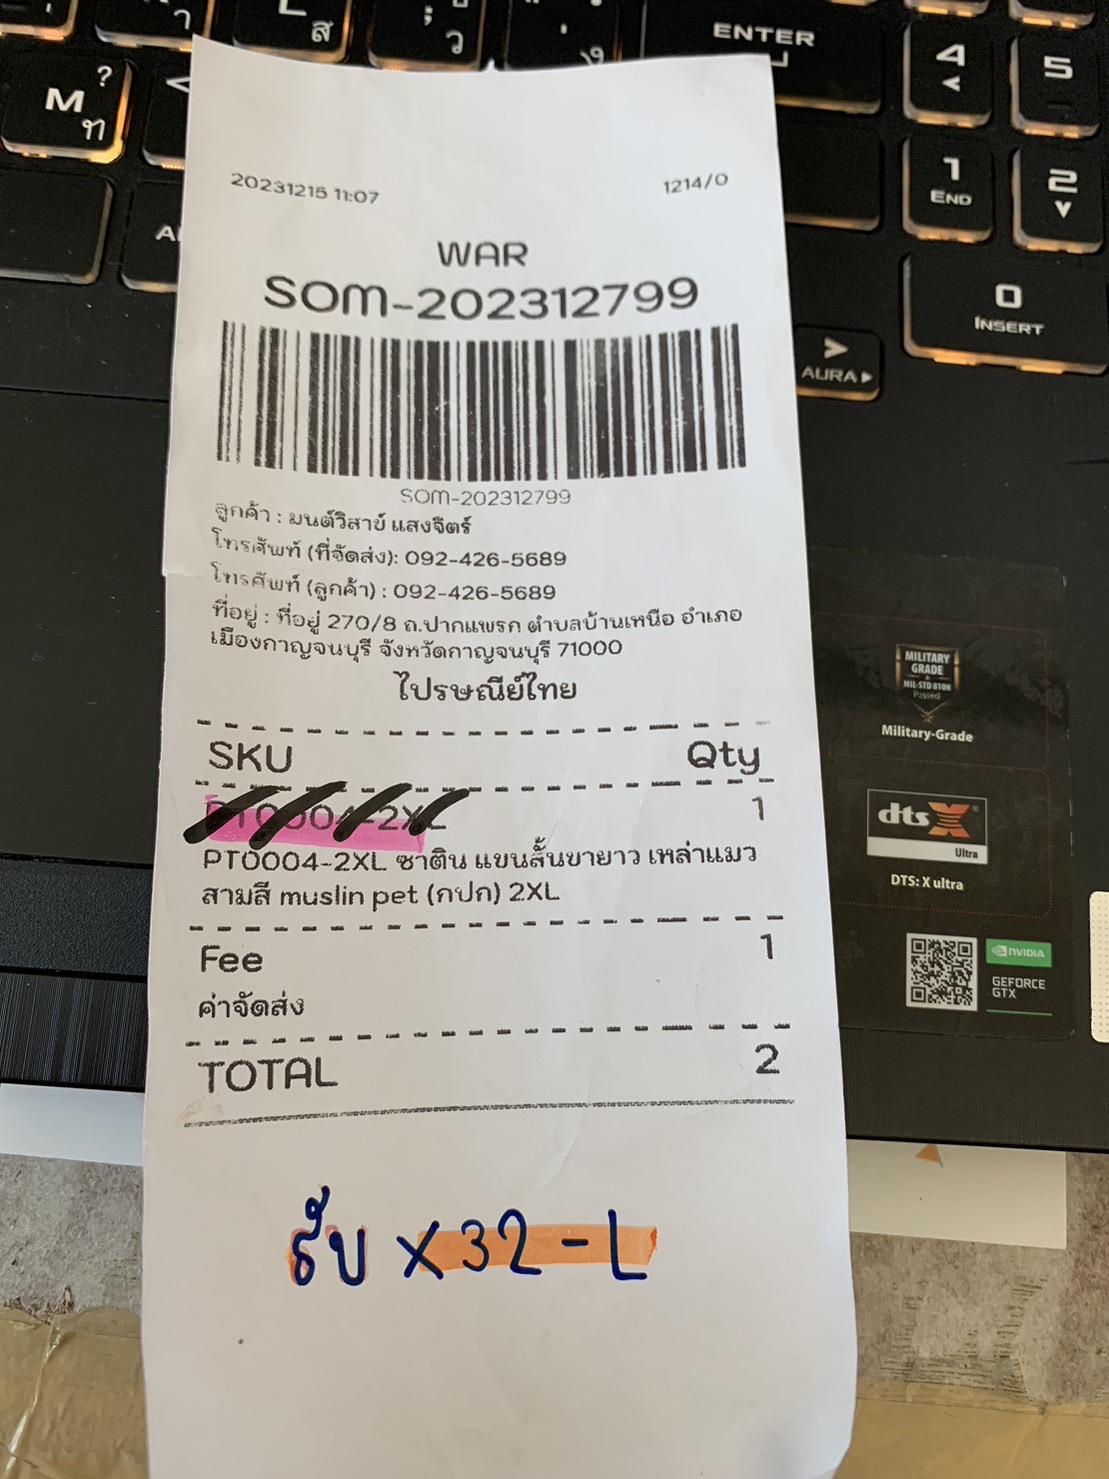 ส
ว
ENTER
4
<
5
M
?
ท
1
END
2
0
INSERT
>
AURA
20231215 11:07
1214/0
WAR
SOM-202312799
SOM-202312799
ลูกค้า : มนต์วิสาข์ แสงจิตร์
โทรศัพท์ (ที่จัดส่ง): 092-426-5689
โทรศัพท์ (ลูกค้า) : 092-426-5689
ที่อยู่ : ที่อยู่ 270/8 ถ.ปากแพรก ตำบลบ้านเหนือ อำเภอ
เมืองกาญจนบุรี จังหวัดกาญจนบุรี 71000
ไปรษณีย์ไทย
SKU Qty
PT0004-2XL 1
PT0004-2XL ซาติน แขนสั้นขายาว เหล่าแมว
สามสี muslin pet (กปก) 2XL
Fee 1
ค่าจัดส่ง
TOTAL 2
รับ X32-L
MILITARY
GRADE
MIL-STD 810H
Passed
Military-Grade
dts X
Ultra
DTS: X ultra
NVIDIA
GEFORCE
GTX